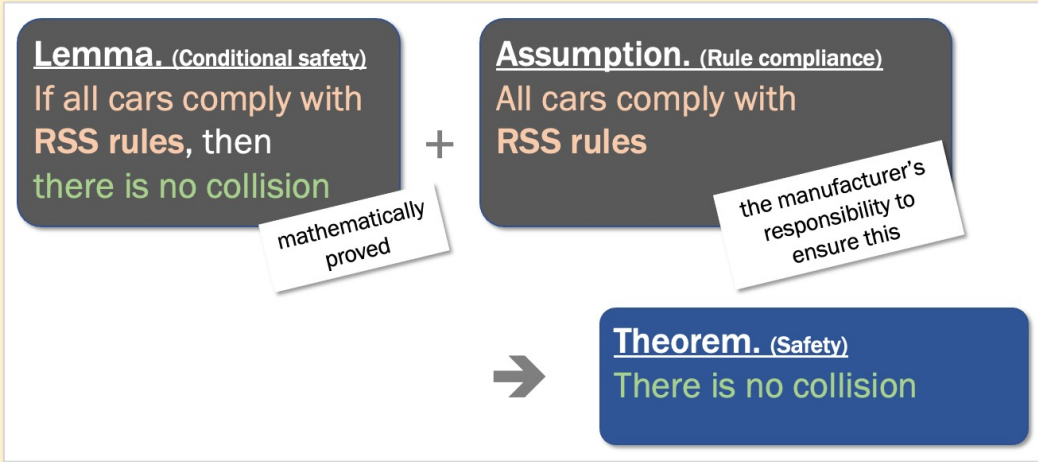 Lemma. (Conditional safety)
If all cars comply with
RSS rules, then
there is no collision
mathematically
proved
+
Assumption. (Rule compliance)
All cars comply with
RSS rules
the manufacturer's
responsibility to
ensure this
Theorem. (Safety)
There is no collision